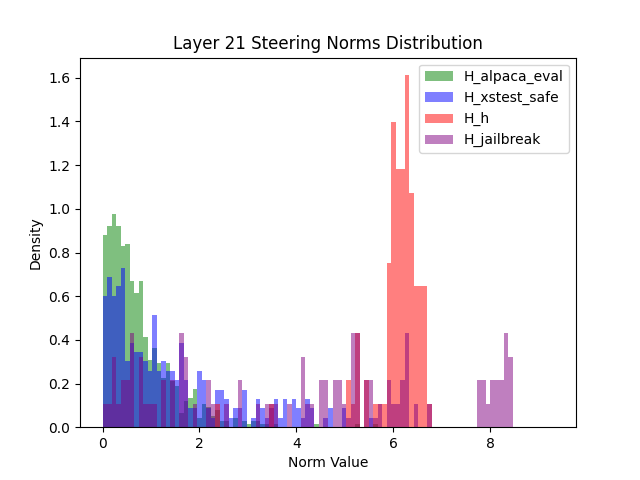 Layer 21 Steering Norms Distribution
H_alpaca_eval
H_xstest_safe
H_h
H_jailbreak
Density
1.6
1.4
1.2
1.0
0.8
0.6
0.4
0.2
0.0
0 2 4 6 8
Norm Value